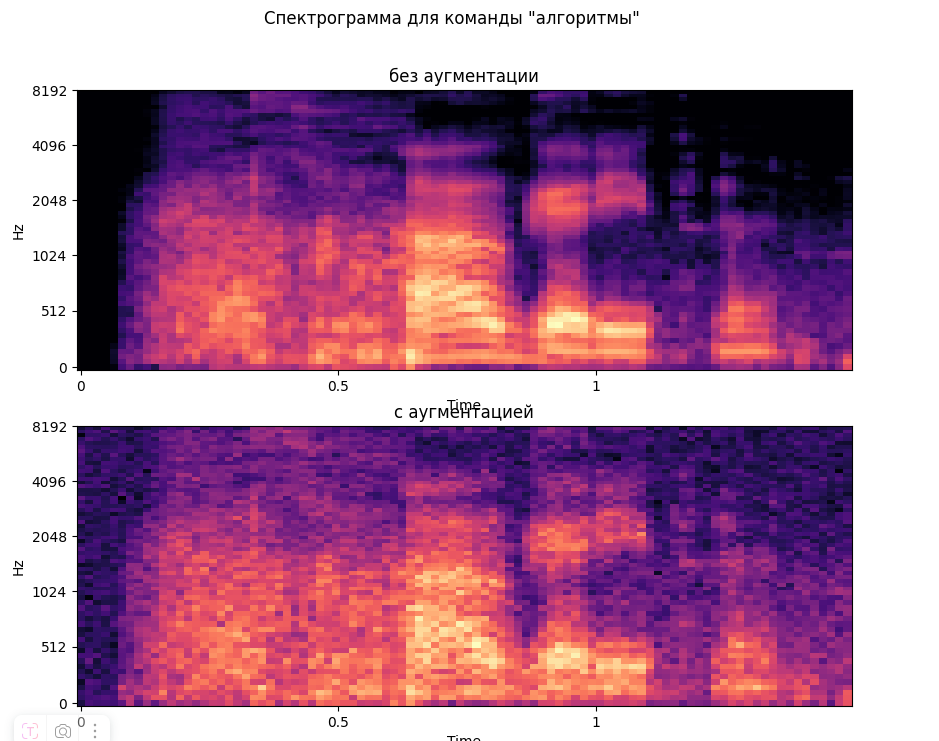 Спектрограмма для команды "алгоритмы"
без аугментации
8192
4096
2048
1024
512
0
Hz
0
0.5
1
Time
с аугментацией
8192
4096
2048
1024
512
0
Hz
0
0.5
1
Time
T